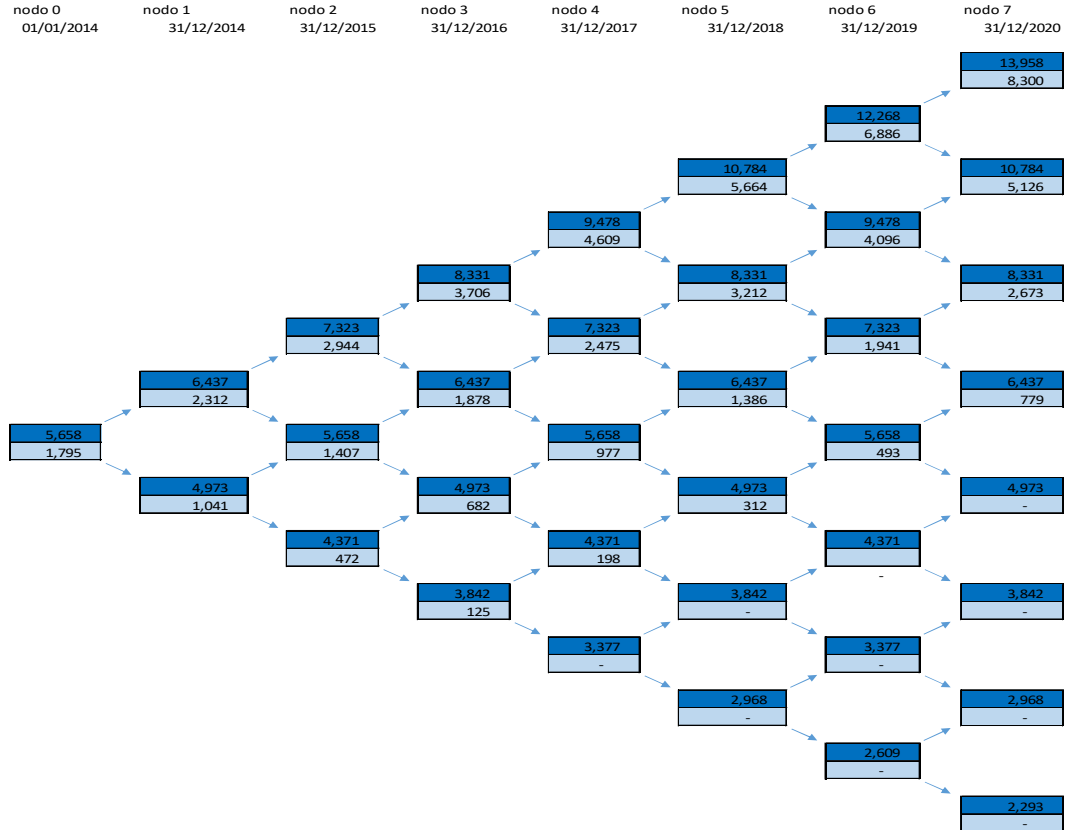 nodo 0 nodo 1 nodo 2 nodo 3 nodo 4 nodo 5 nodo 6 nodo 7
01/01/2014 31/12/2014 31/12/2015 31/12/2016 31/12/2017 31/12/2018 31/12/2019 31/12/2020
13,958
8,300
12,268
6,886
10,784 10,784
5,664 5,126
9,478 9,478
4,609 4,096
8,331 8,331 8,331
3,706 3,212 2,673
7,323 7,323 7,323
2,944 2,475 1,941
6,437 6,437 6,437 6,437
2,312 1,878 1,386 779
5,658 5,658 5,658 5,658
1,795 1,407 977 493
4,973 4,973 4,973 4,973
1,041 682 312 -
4,371 4,371 4,371
472 198
-
3,842 3,842 3,842
125 - -
3,377 3,377
- -
2,968 2,968
- -
2,609
-
2,293
-